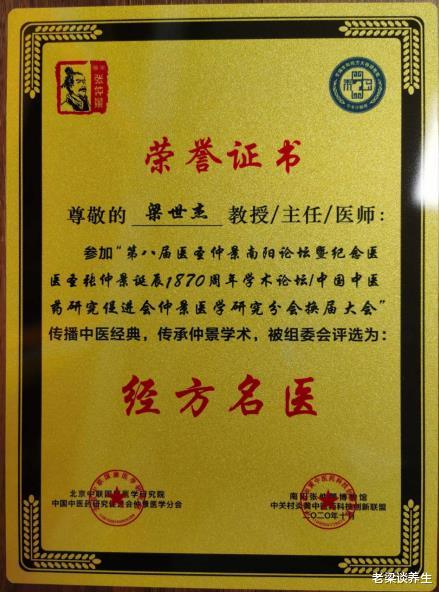 张仲景
荣誉证书
尊敬的 梁世杰 教授/主任/医师:
参加“第八届医圣仲景南阳论坛暨纪念医
医圣张仲景诞辰1870周年学术论坛/中国中医
药研究促进会仲景医学研究分会换届大会”
传播中医经典，传承仲景学术，被组委会评选为:
经方名医
北京中联国康医学研究院
中国中医药研究促进会仲景医学分会
南阳张仲景博物馆
中关村炎黄中医药科技创新联盟
二〇二〇年十月
老梁谈养生